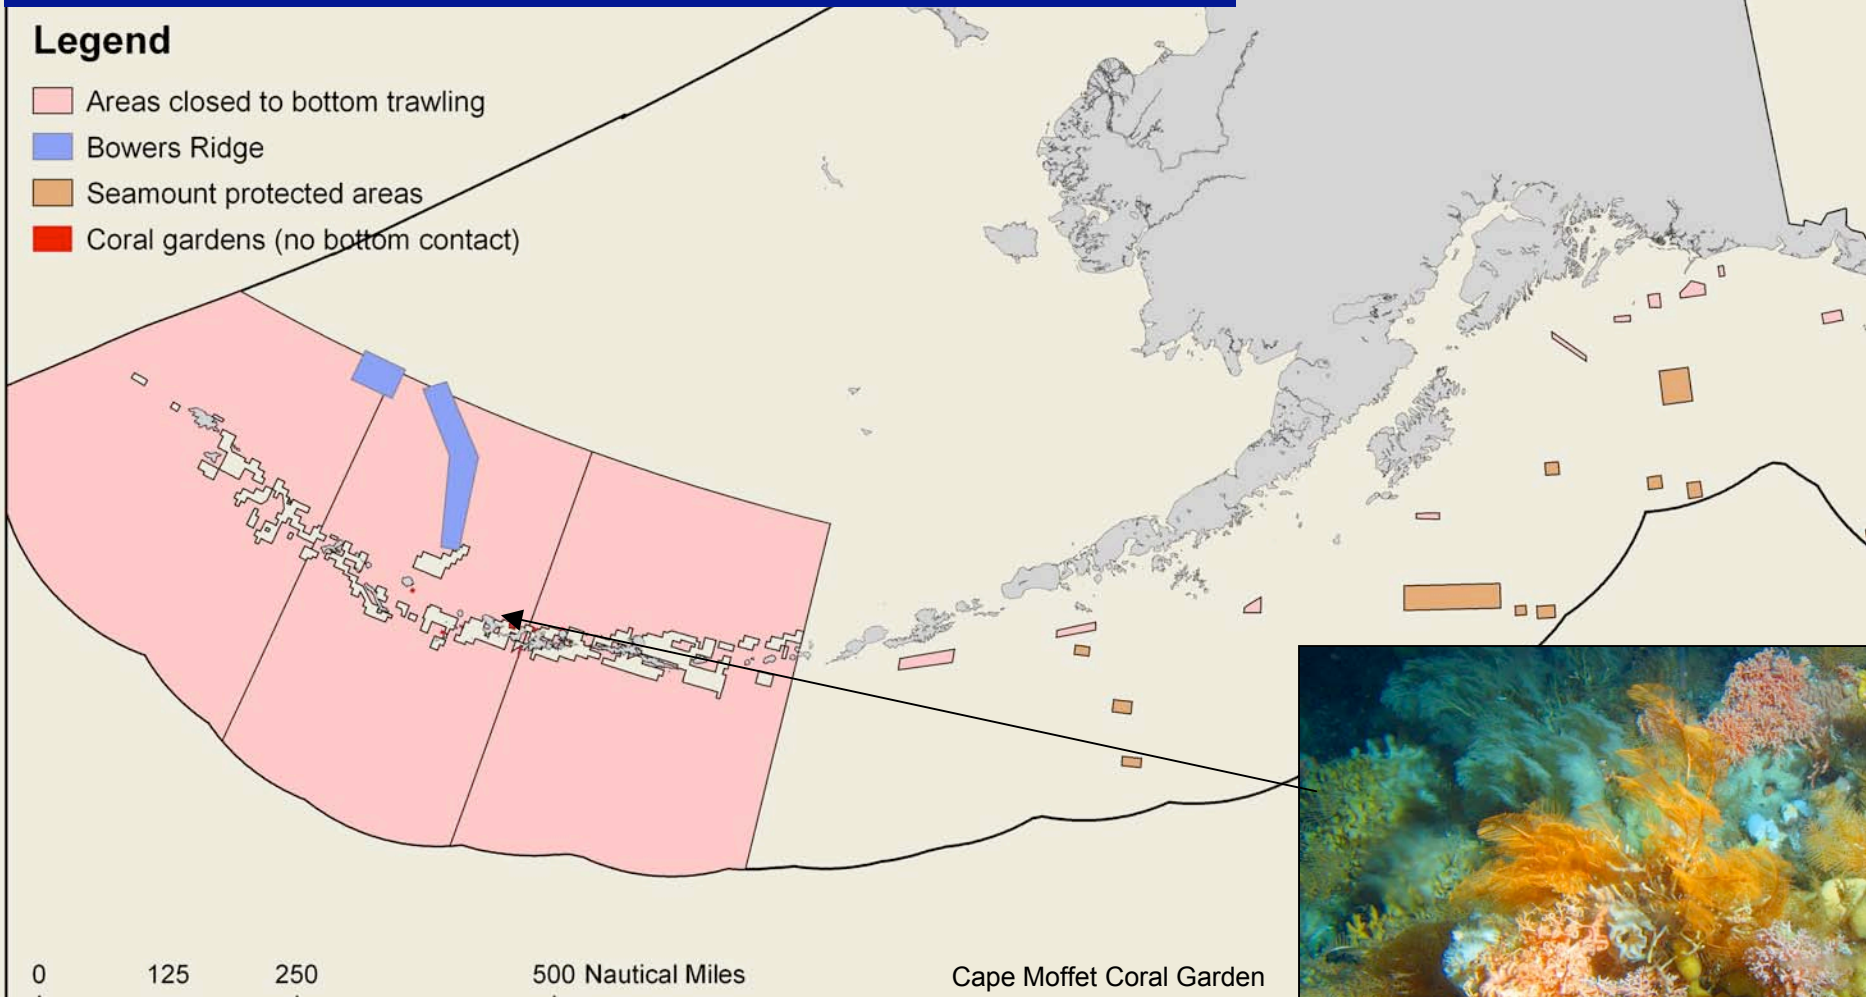 Legend
Areas closed to bottom trawling
Bowers Ridge
Seamount protected areas
Coral gardens (no bottom contact)
0 125 250 500 Nautical Miles
Cape Moffet Coral Garden